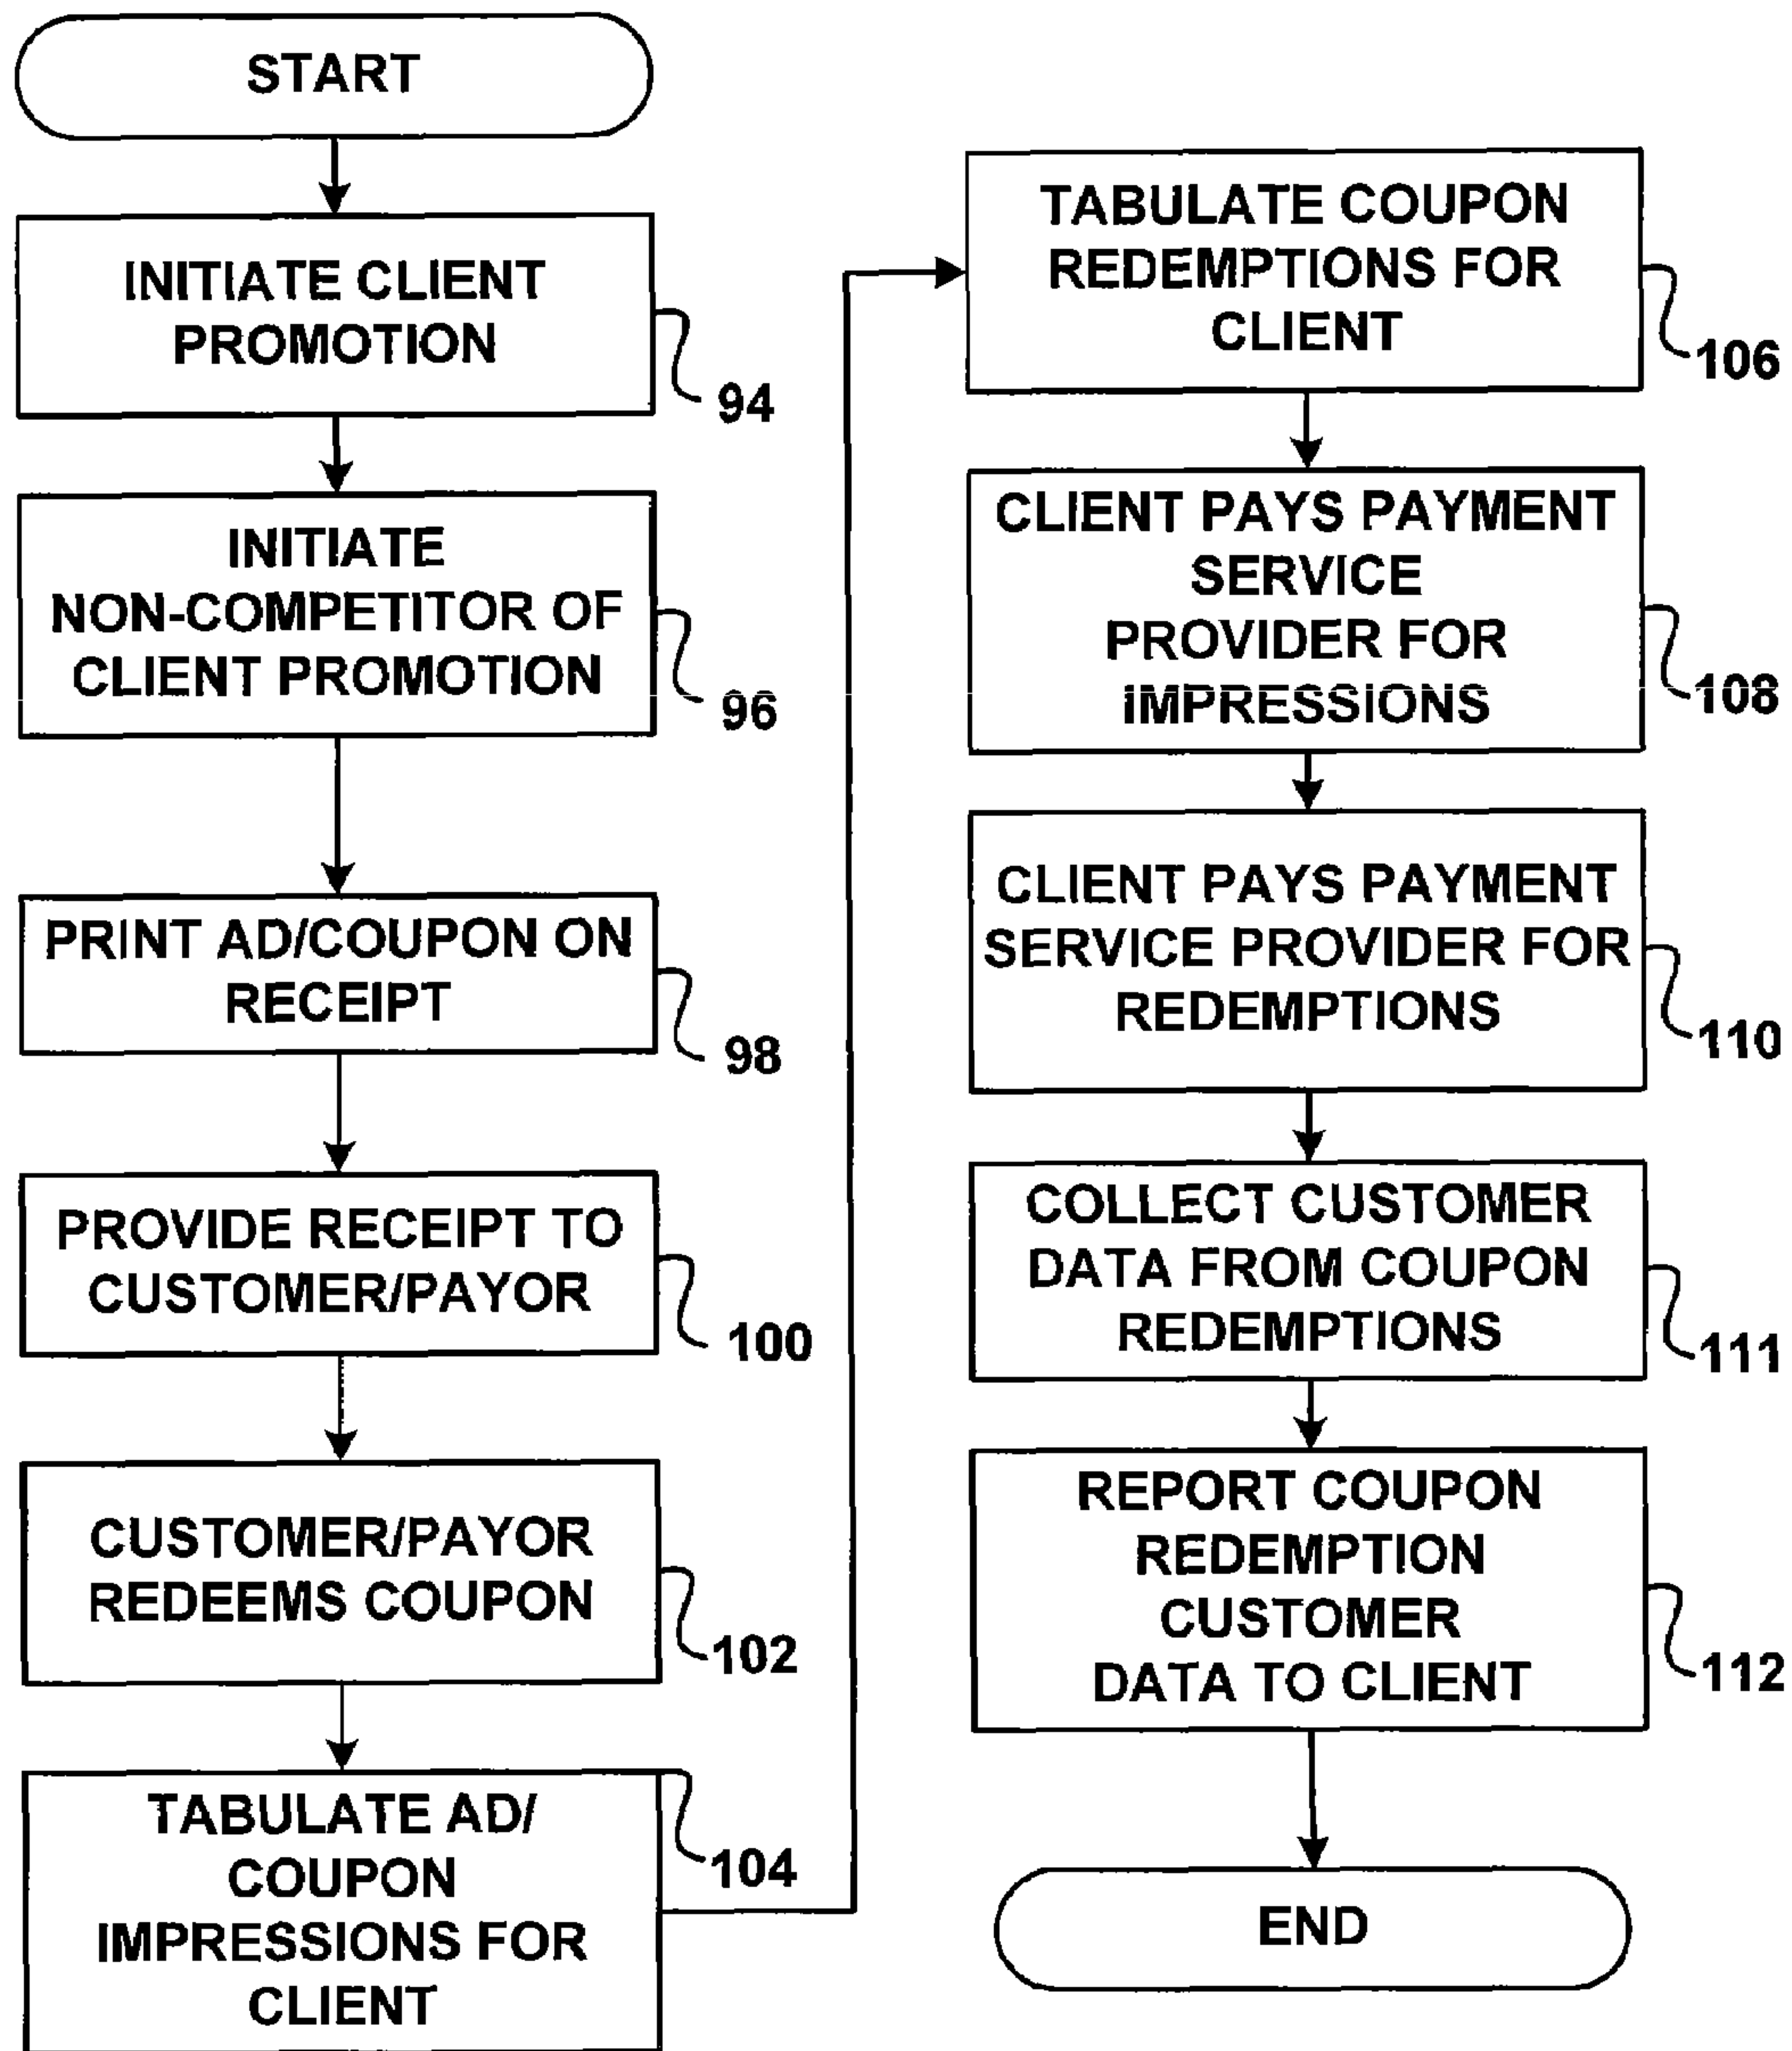 START
INITIATE CLIENT
PROMOTION
94
INITIATE
NON-COMPETITOR OF
CLIENT PROMOTION
96
PRINT AD/COUPON ON
RECEIPT
98
PROVIDE RECEIPT TO
CUSTOMER/PAYOR
100
CUSTOMER/PAYOR
REDEEMS COUPON
102
TABULATE AD/
COUPON
IMPRESSIONS FOR
CLIENT
104
TABULATE COUPON
REDEMPTIONS FOR
CLIENT
106
CLIENT PAYS PAYMENT
SERVICE
PROVIDER FOR
IMPRESSIONS
108
CLIENT PAYS PAYMENT
SERVICE PROVIDER FOR
REDEMPTIONS
110
COLLECT CUSTOMER
DATA FROM COUPON
REDEMPTIONS
111
REPORT COUPON
REDEMPTION
CUSTOMER
DATA TO CLIENT
112
END